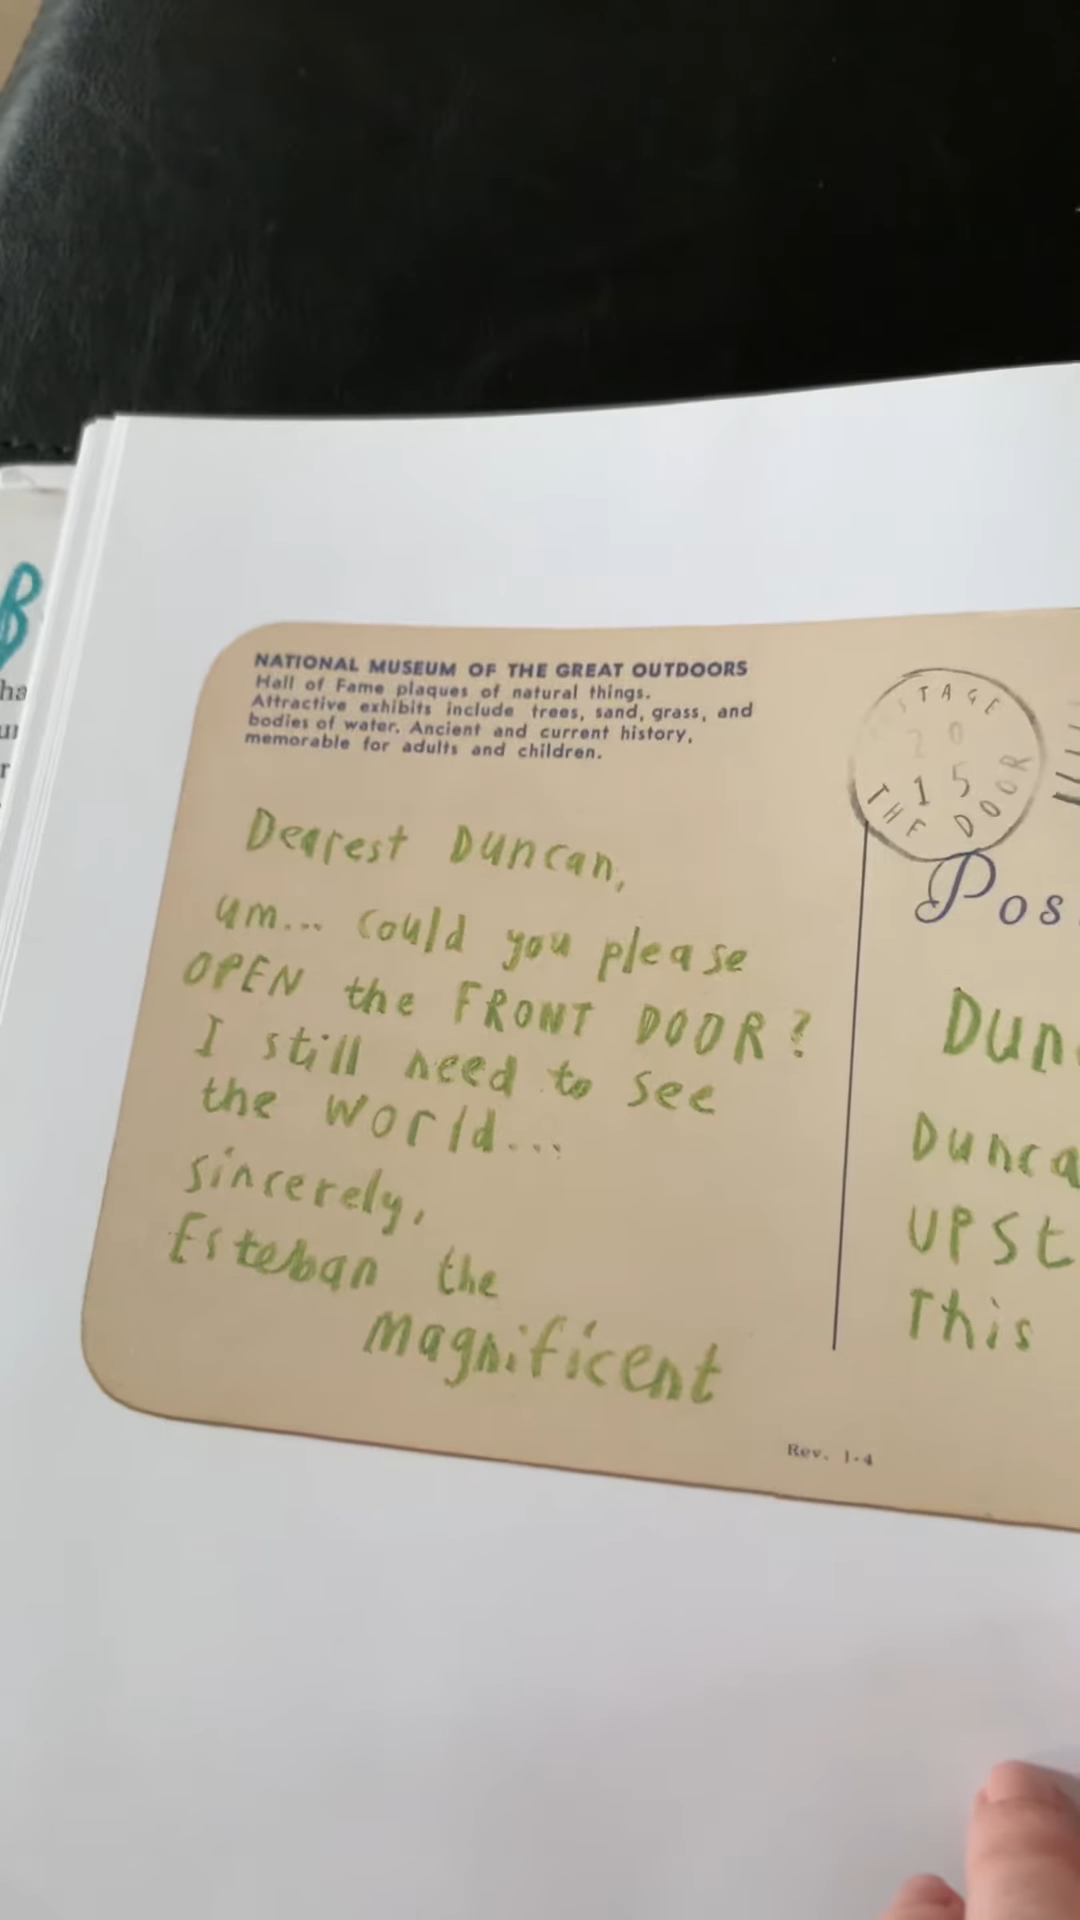 B
NATIONAL MUSEUM OF THE GREAT OUTDOORS
Hall of Fame plaques of natural things.
Attractive exhibits include trees, sand, grass, and
bodies of water. Ancient and current history,
memorable for adults and children.
STAGE
20
15
THE DOOR
Dearest Duncan,
um... could you please
OPEN the FRONT DOOR?
I still need to see
the world...
sincerely,
Esteban the
Magnificent
Pos
Dun
Dunca
UPSt
This
Rev. 1-4